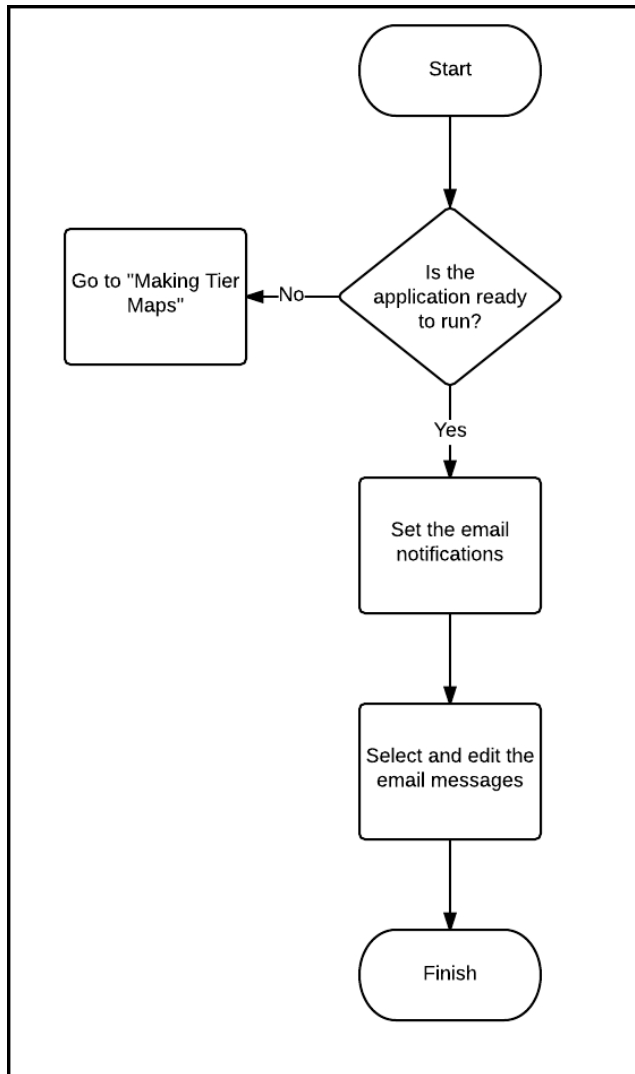 Start
Is the
application ready
to run?
No
Go to "Making Tier
Maps"
Yes
Set the email
notifications
Select and edit the
email messages
Finish